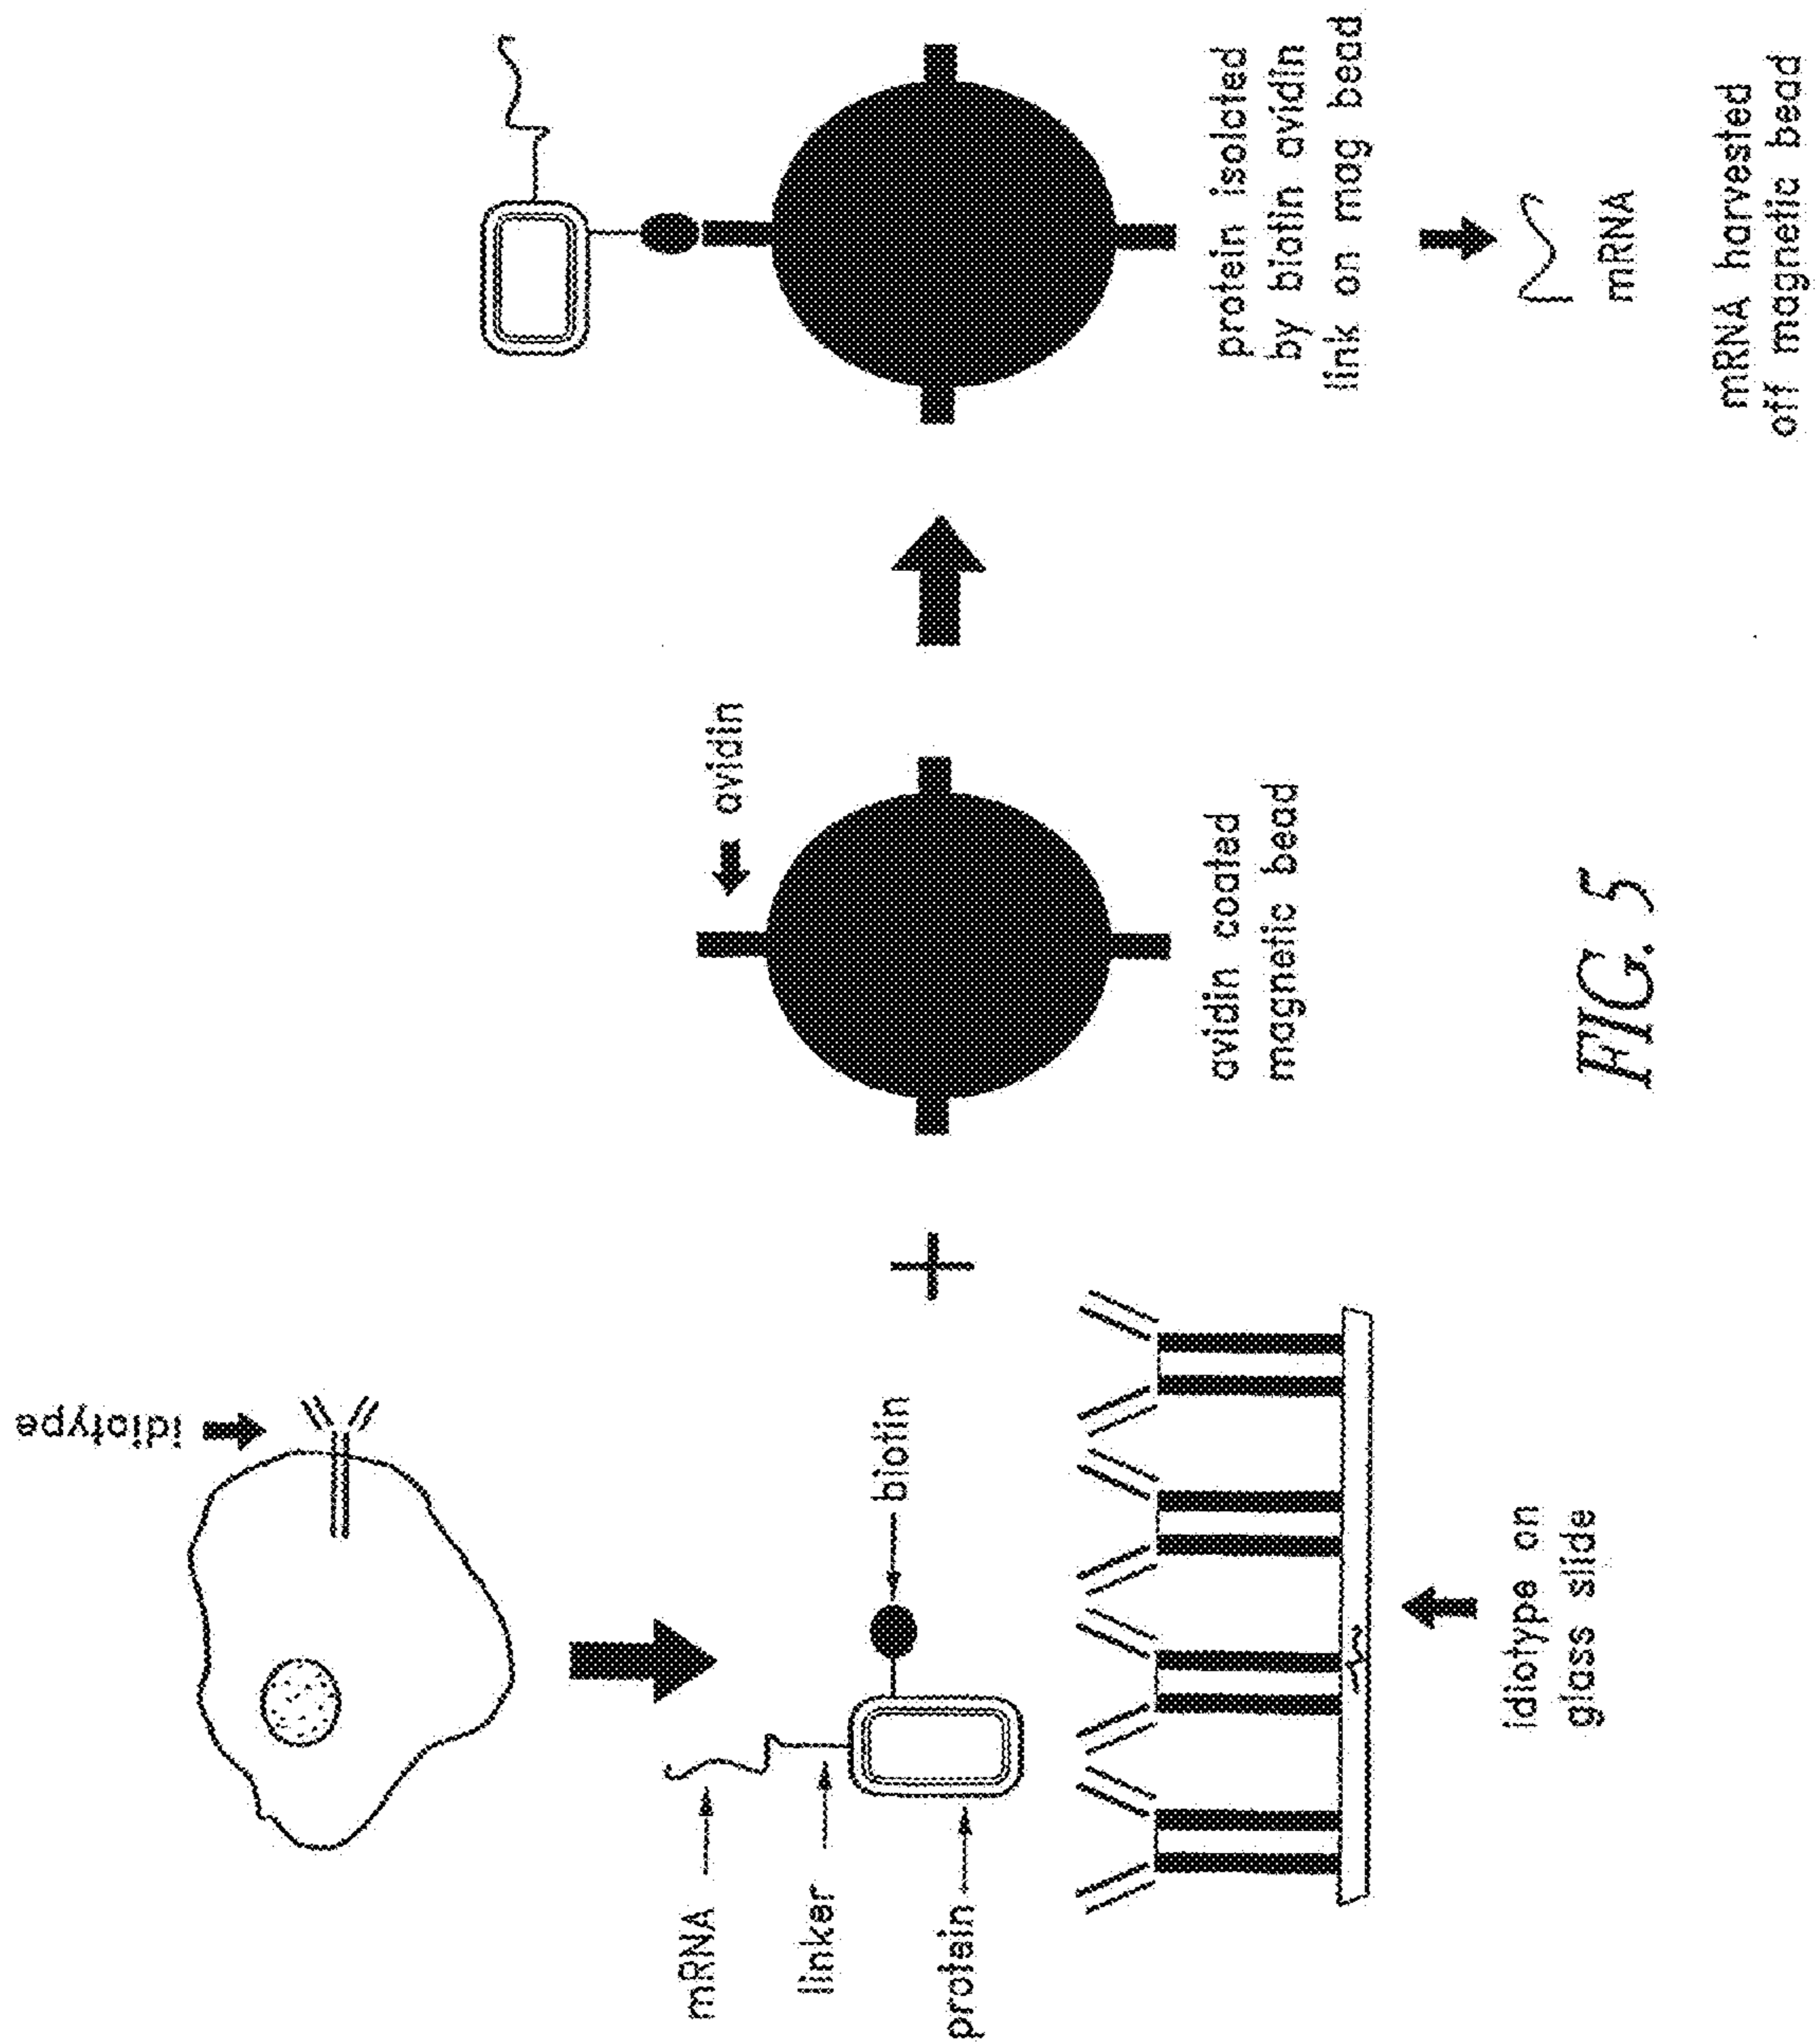 idiotype
mRNA
linker
protein
biotin
idiotype on
glass slide
avidin
avidin coated
magnetic bead
protein isolated
by biotin avidin
link on mag bead
mRNA
mRNA harvested
off magnetic bead
FIG. 5